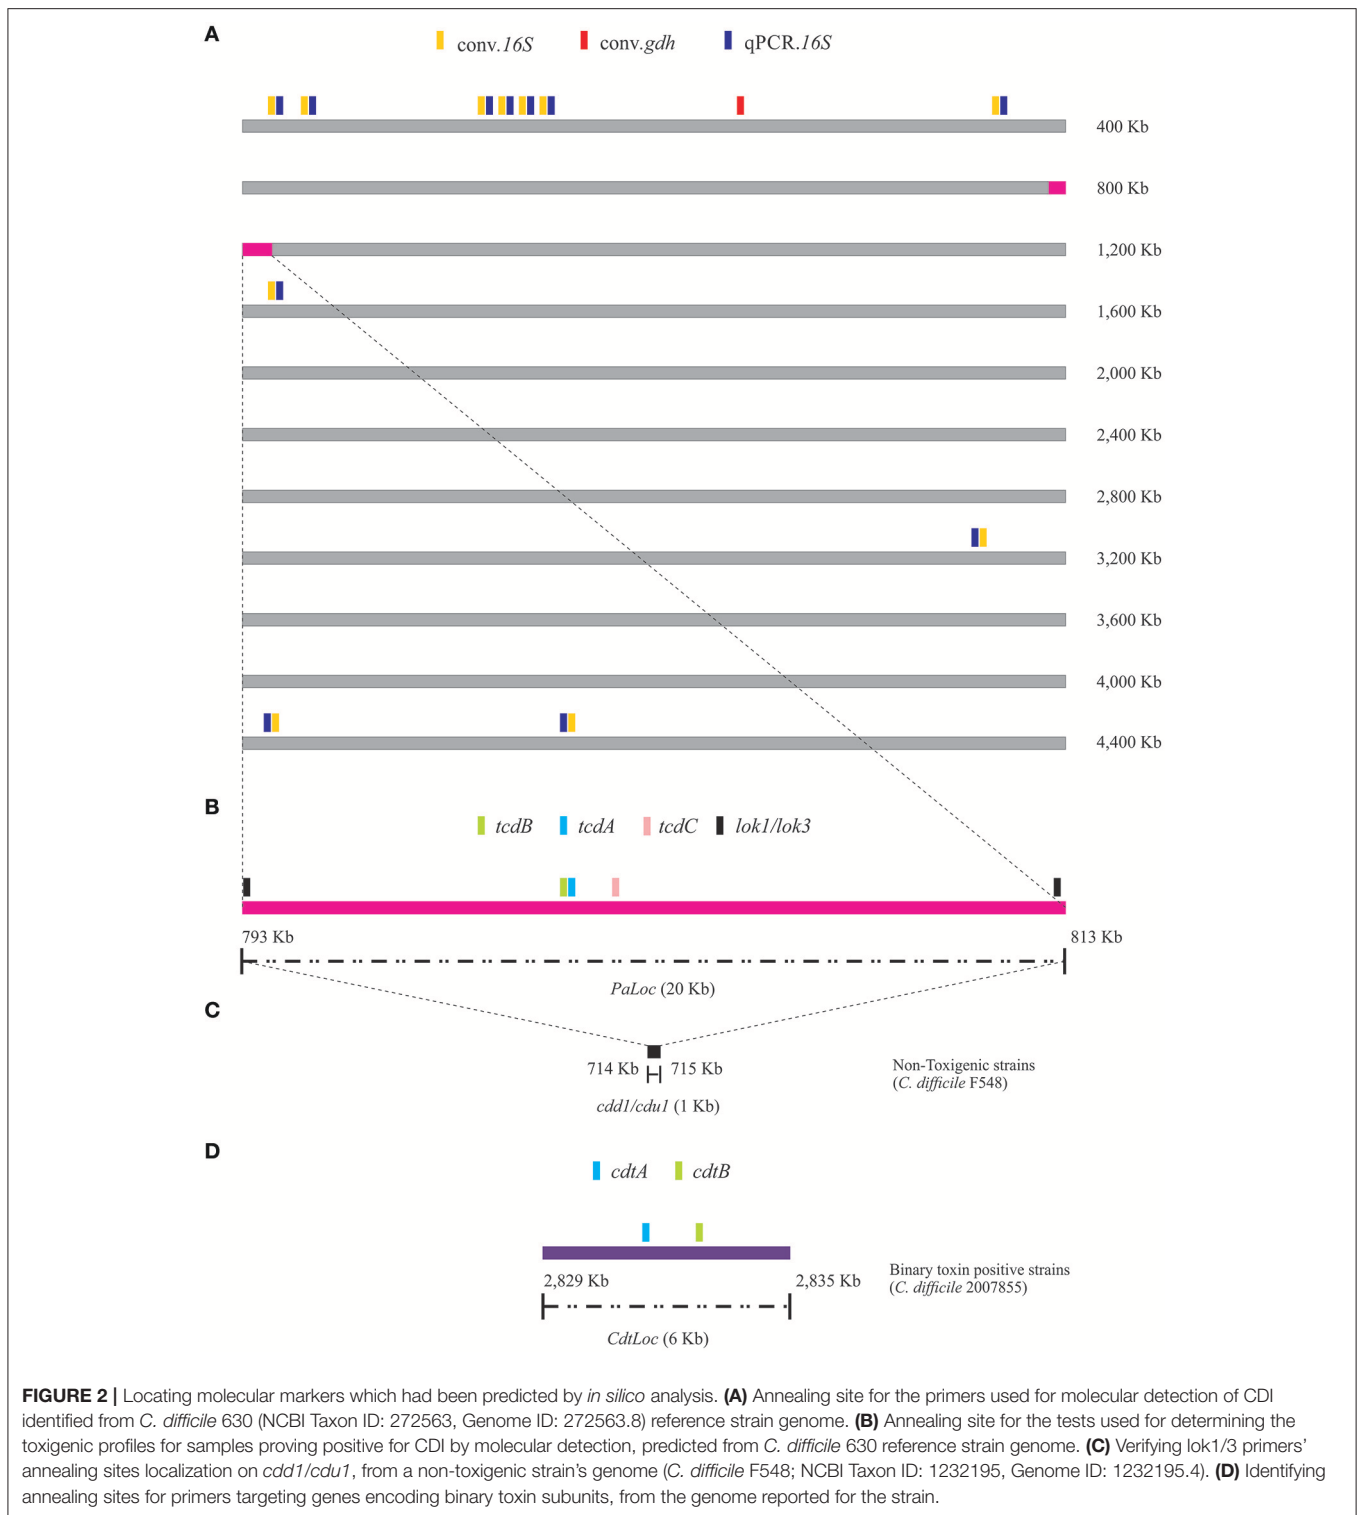 A
conv.16S conv.gdh qPCR.16S
400 Kb
800 Kb
1,200 Kb
1,600 Kb
2,000 Kb
2,400 Kb
2,800 Kb
3,200 Kb
3,600 Kb
4,000 Kb
4,400 Kb
B
tcdB tcdA tcdC lok1/lok3
793 Kb 813 Kb
PaLoc (20 Kb)
C
714 Kb 715 Kb
cdd1/cdu1 (1 Kb)
Non-Toxigenic strains
(C. difficile F548)
D
cdtA cdtB
2,829 Kb 2,835 Kb
CdtLoc (6 Kb)
Binary toxin positive strains
(C. difficile 2007855)
FIGURE 2 | Locating molecular markers which had been predicted by in silico analysis. (A) Annealing site for the primers used for molecular detection of CDI
identified from C. difficile 630 (NCBI Taxon ID: 272563, Genome ID: 272563.8) reference strain genome. (B) Annealing site for the tests used for determining the
toxigenic profiles for samples proving positive for CDI by molecular detection, predicted from C. difficile 630 reference strain genome. (C) Verifying lok1/3 primers’
annealing sites localization on cdd1/cdu1, from a non-toxigenic strain’s genome (C. difficile F548; NCBI Taxon ID: 1232195, Genome ID: 1232195.4). (D) Identifying
annealing sites for primers targeting genes encoding binary toxin subunits, from the genome reported for the strain.